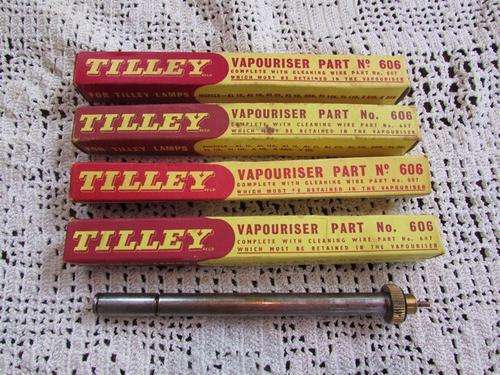 TILLEY
VAPOURISER PART Nº 606
COMPLETE WITH CLEANING WIRE PART No. 607
WHICH MUST BE RETAINED IN THE VAPOURISER
FOR TILLEY LAMPS
TILLEY
VAPOURISER PART No. 606
COMPLETE WITH CLEANING WIRE PART No. 607
WHICH MUST BE RETAINED IN THE VAPOURISER
FOR TILLEY LAMPS
TILLEY
VAPOURISER PART Nº 606
COMPLETE WITH CLEANING WIRE PART No. 607.
WHICH MUST BE RETAINED IN THE VAPOURISER
TILLEY
VAPOURISER PART No. 606
COMPLETE WITH CLEANING WIRE PART No. 607
WHICH MUST BE RETAINED IN THE VAPOURISER